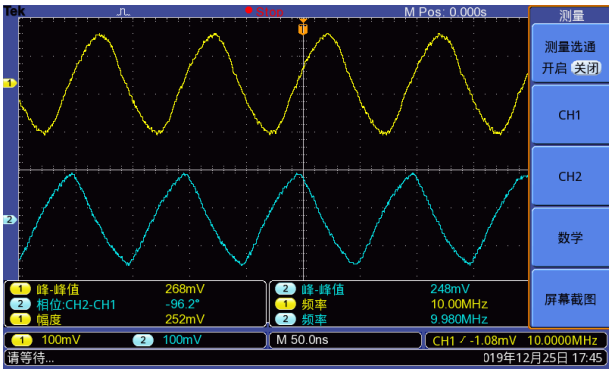 Tek Stop M Pos: 0.000s 测量
T
测量选通
开启 关闭
1
CH1
CH2
2
数学
1 峰-峰值 268mV 2 峰-峰值 248mV
2 相位:CH2-CH1 -96.2° 1 频率 10.00MHz
1 幅度 252mV 2 频率 9.980MHz
屏幕截图
1 100mV 2 100mV M 50.0ns CH1 -1.08mV 10.0000MHz
请等待... 019年12月25日 17:45